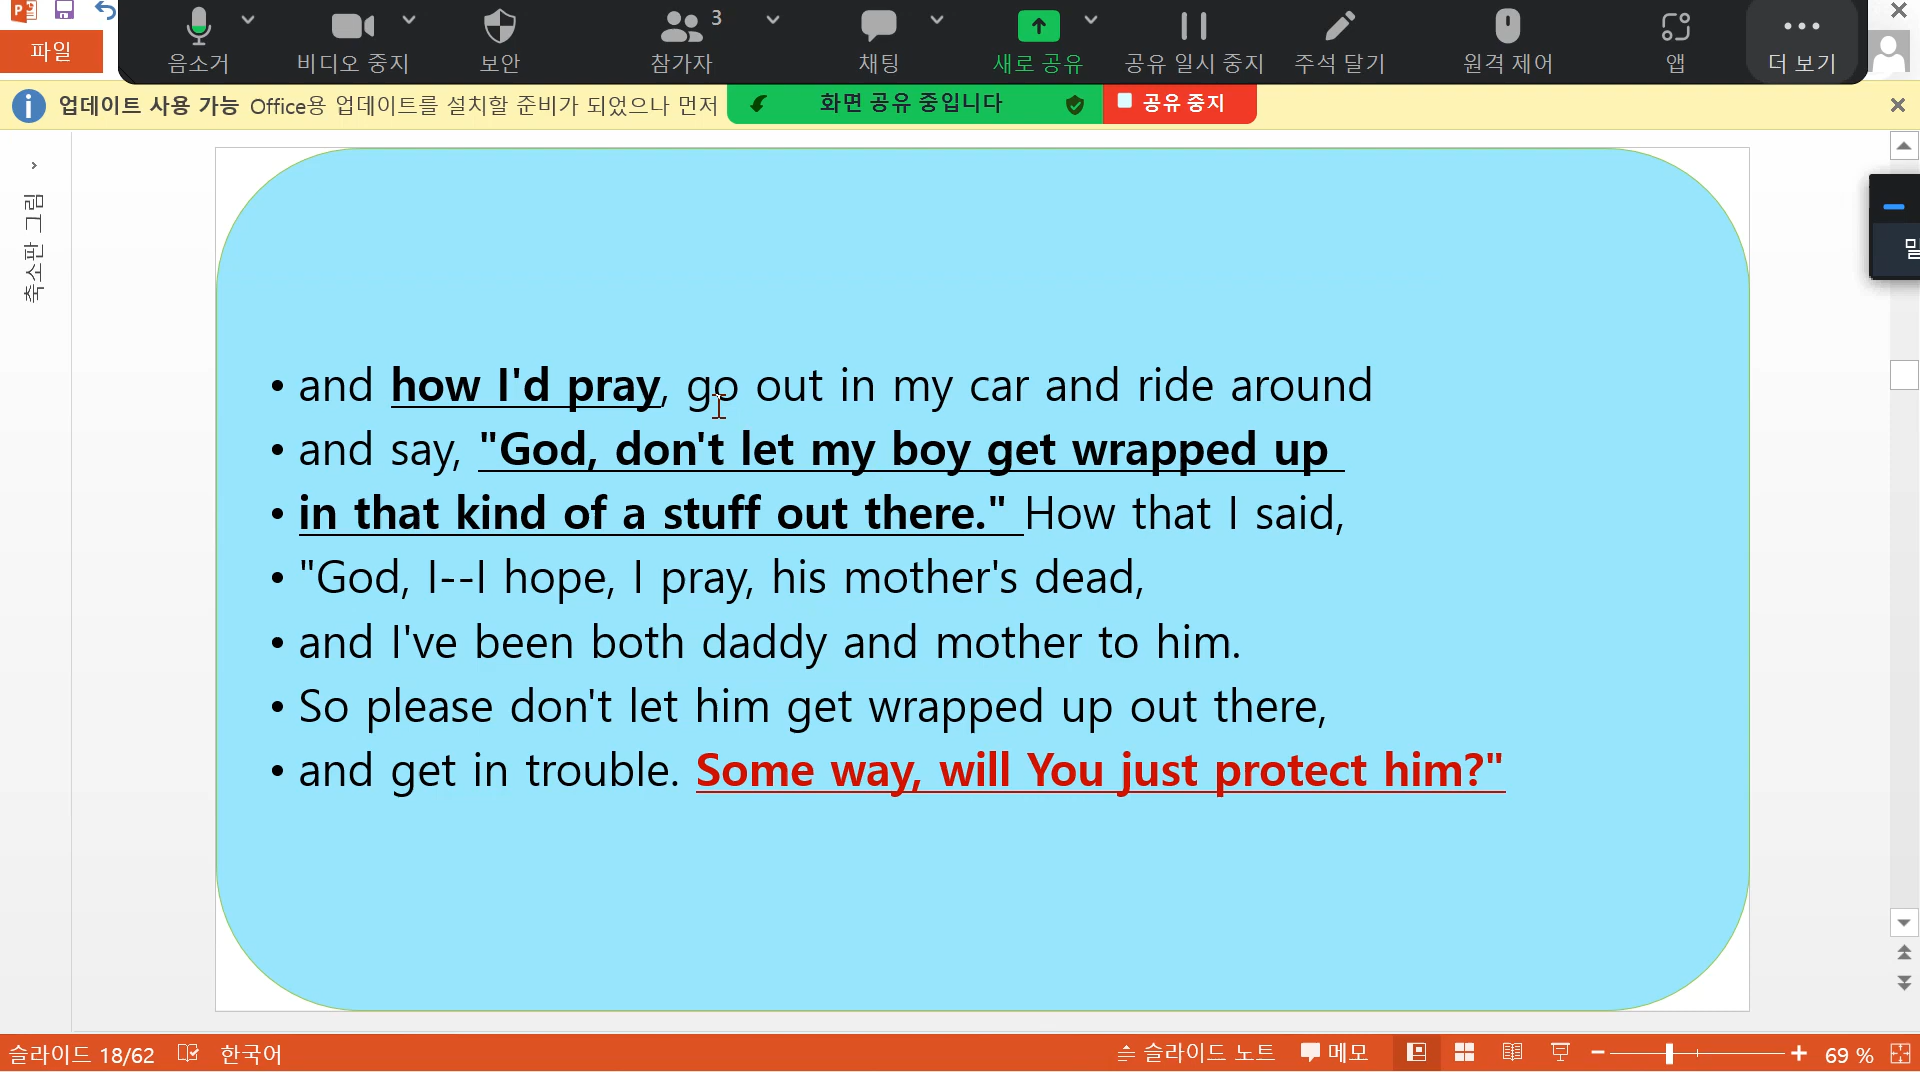 파일
음소거
비디오 중지
보안
3
참가자
채팅
새로 공유
공유 일시 중지
주석 달기
원격 제어
앱
더 보기
업데이트 사용 가능 Office용 업데이트를 설치할 준비가 되었으나 먼저
화면 공유 중입니다
공유 중지
축소판 그림
• and how I'd pray, go out in my car and ride around
• and say, "God, don't let my boy get wrapped up
• in that kind of a stuff out there." How that I said,
• "God, I--I hope, I pray, his mother's dead,
• and I've been both daddy and mother to him.
• So please don't let him get wrapped up out there,
• and get in trouble. Some way, will You just protect him?"
슬라이드 18/62 한국어 슬라이드 노트 메모 69 %